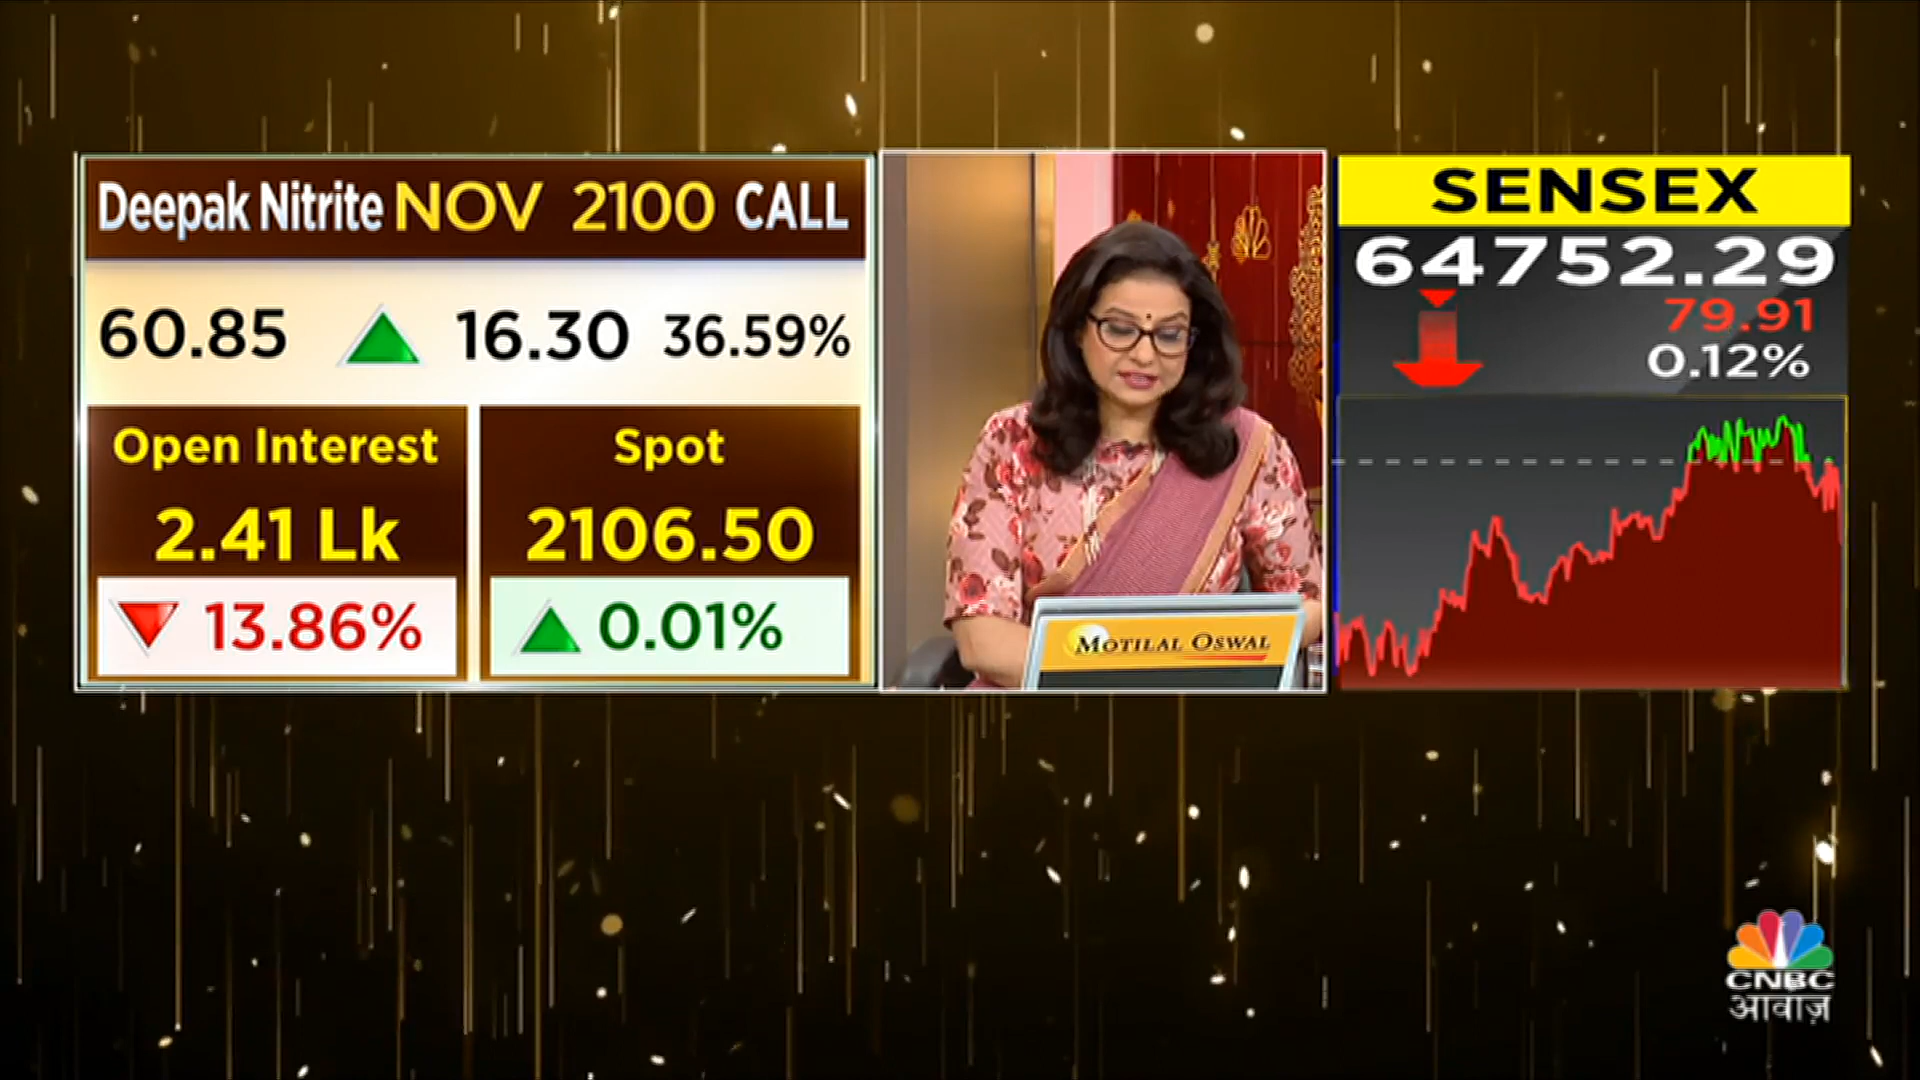 Deepak Nitrite NOV 2100 CALL
60.85 16.30 36.59%
Open Interest
2.41 Lk
13.86%
Spot
2106.50
0.01%
MOTILAL OSWAL
SENSEX
64752.29
79.91
0.12%
CNBC
आवाज़